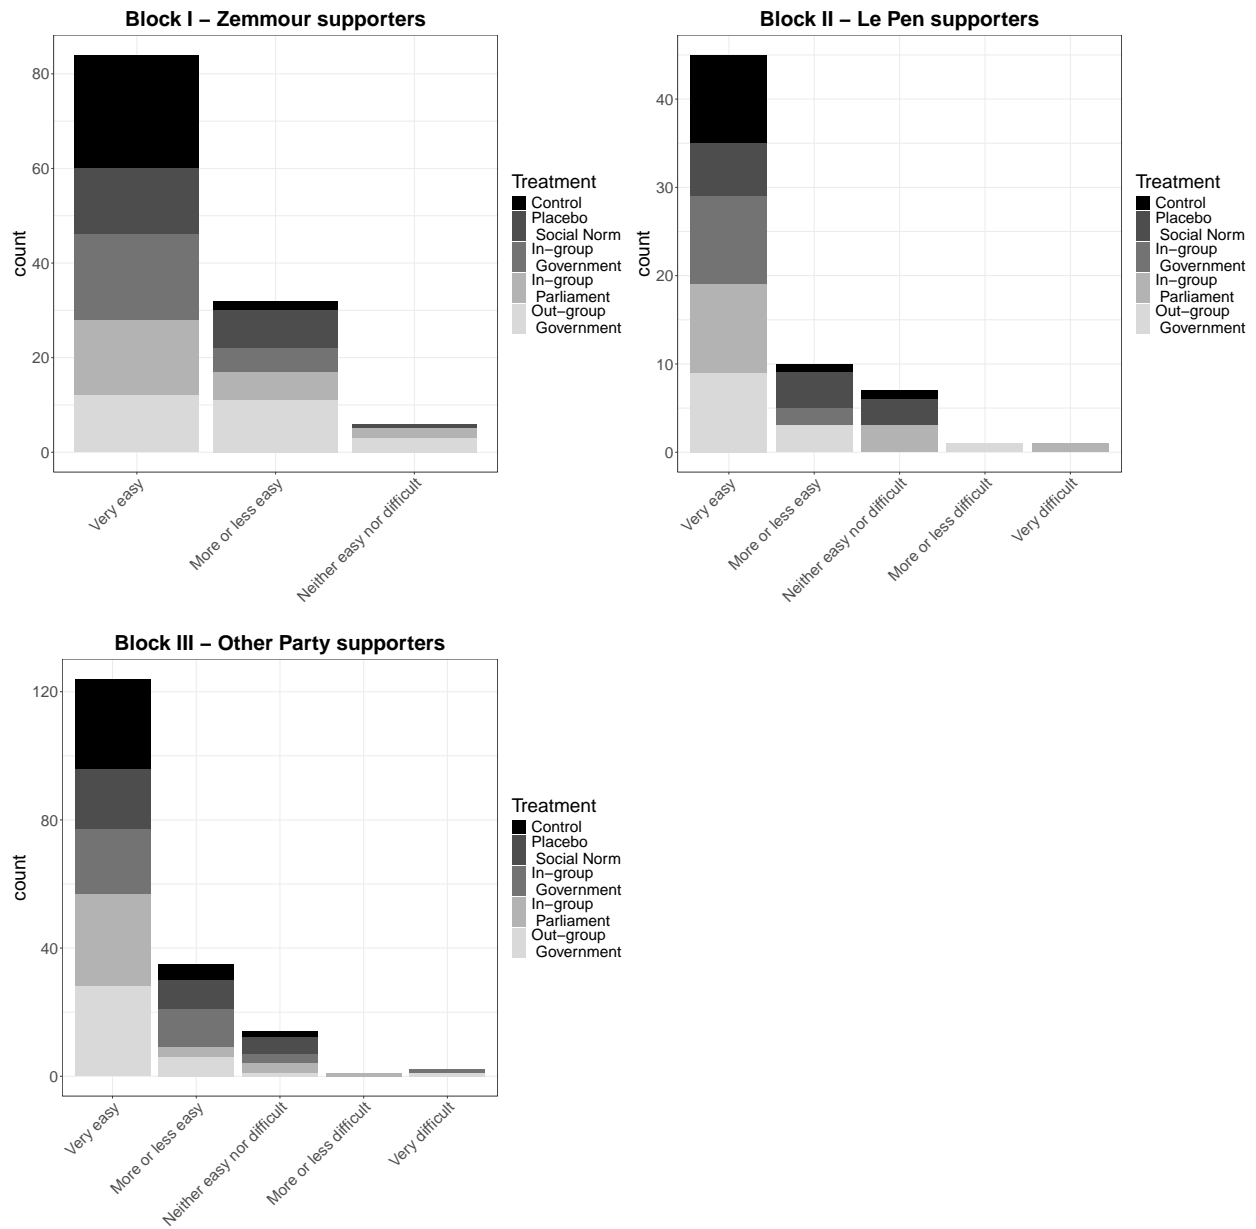 Block I − Zemmour supporters
count
80
60
40
20
0
Very easy
More or less easy
Neither easy nor difficult
Treatment
Control
Placebo
Social Norm
In−group
Government
In−group
Parliament
Out−group
Government
Block II − Le Pen supporters
count
40
30
20
10
0
Very easy
More or less easy
Neither easy nor difficult
More or less difficult
Very difficult
Treatment
Control
Placebo
Social Norm
In−group
Government
In−group
Parliament
Out−group
Government
Block III − Other Party supporters
count
120
80
40
0
Very easy
More or less easy
Neither easy nor difficult
More or less difficult
Very difficult
Treatment
Control
Placebo
Social Norm
In−group
Government
In−group
Parliament
Out−group
Government